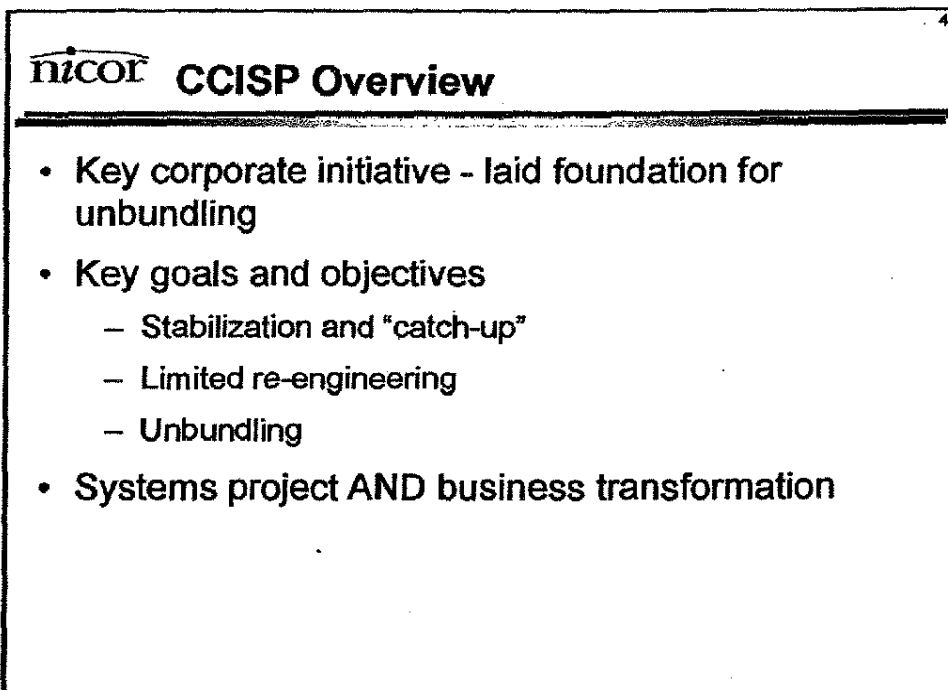 4
nicor CCISP Overview
• Key corporate initiative - laid foundation for
unbundling
• Key goals and objectives
– Stabilization and "catch-up"
– Limited re-engineering
– Unbundling
• Systems project AND business transformation